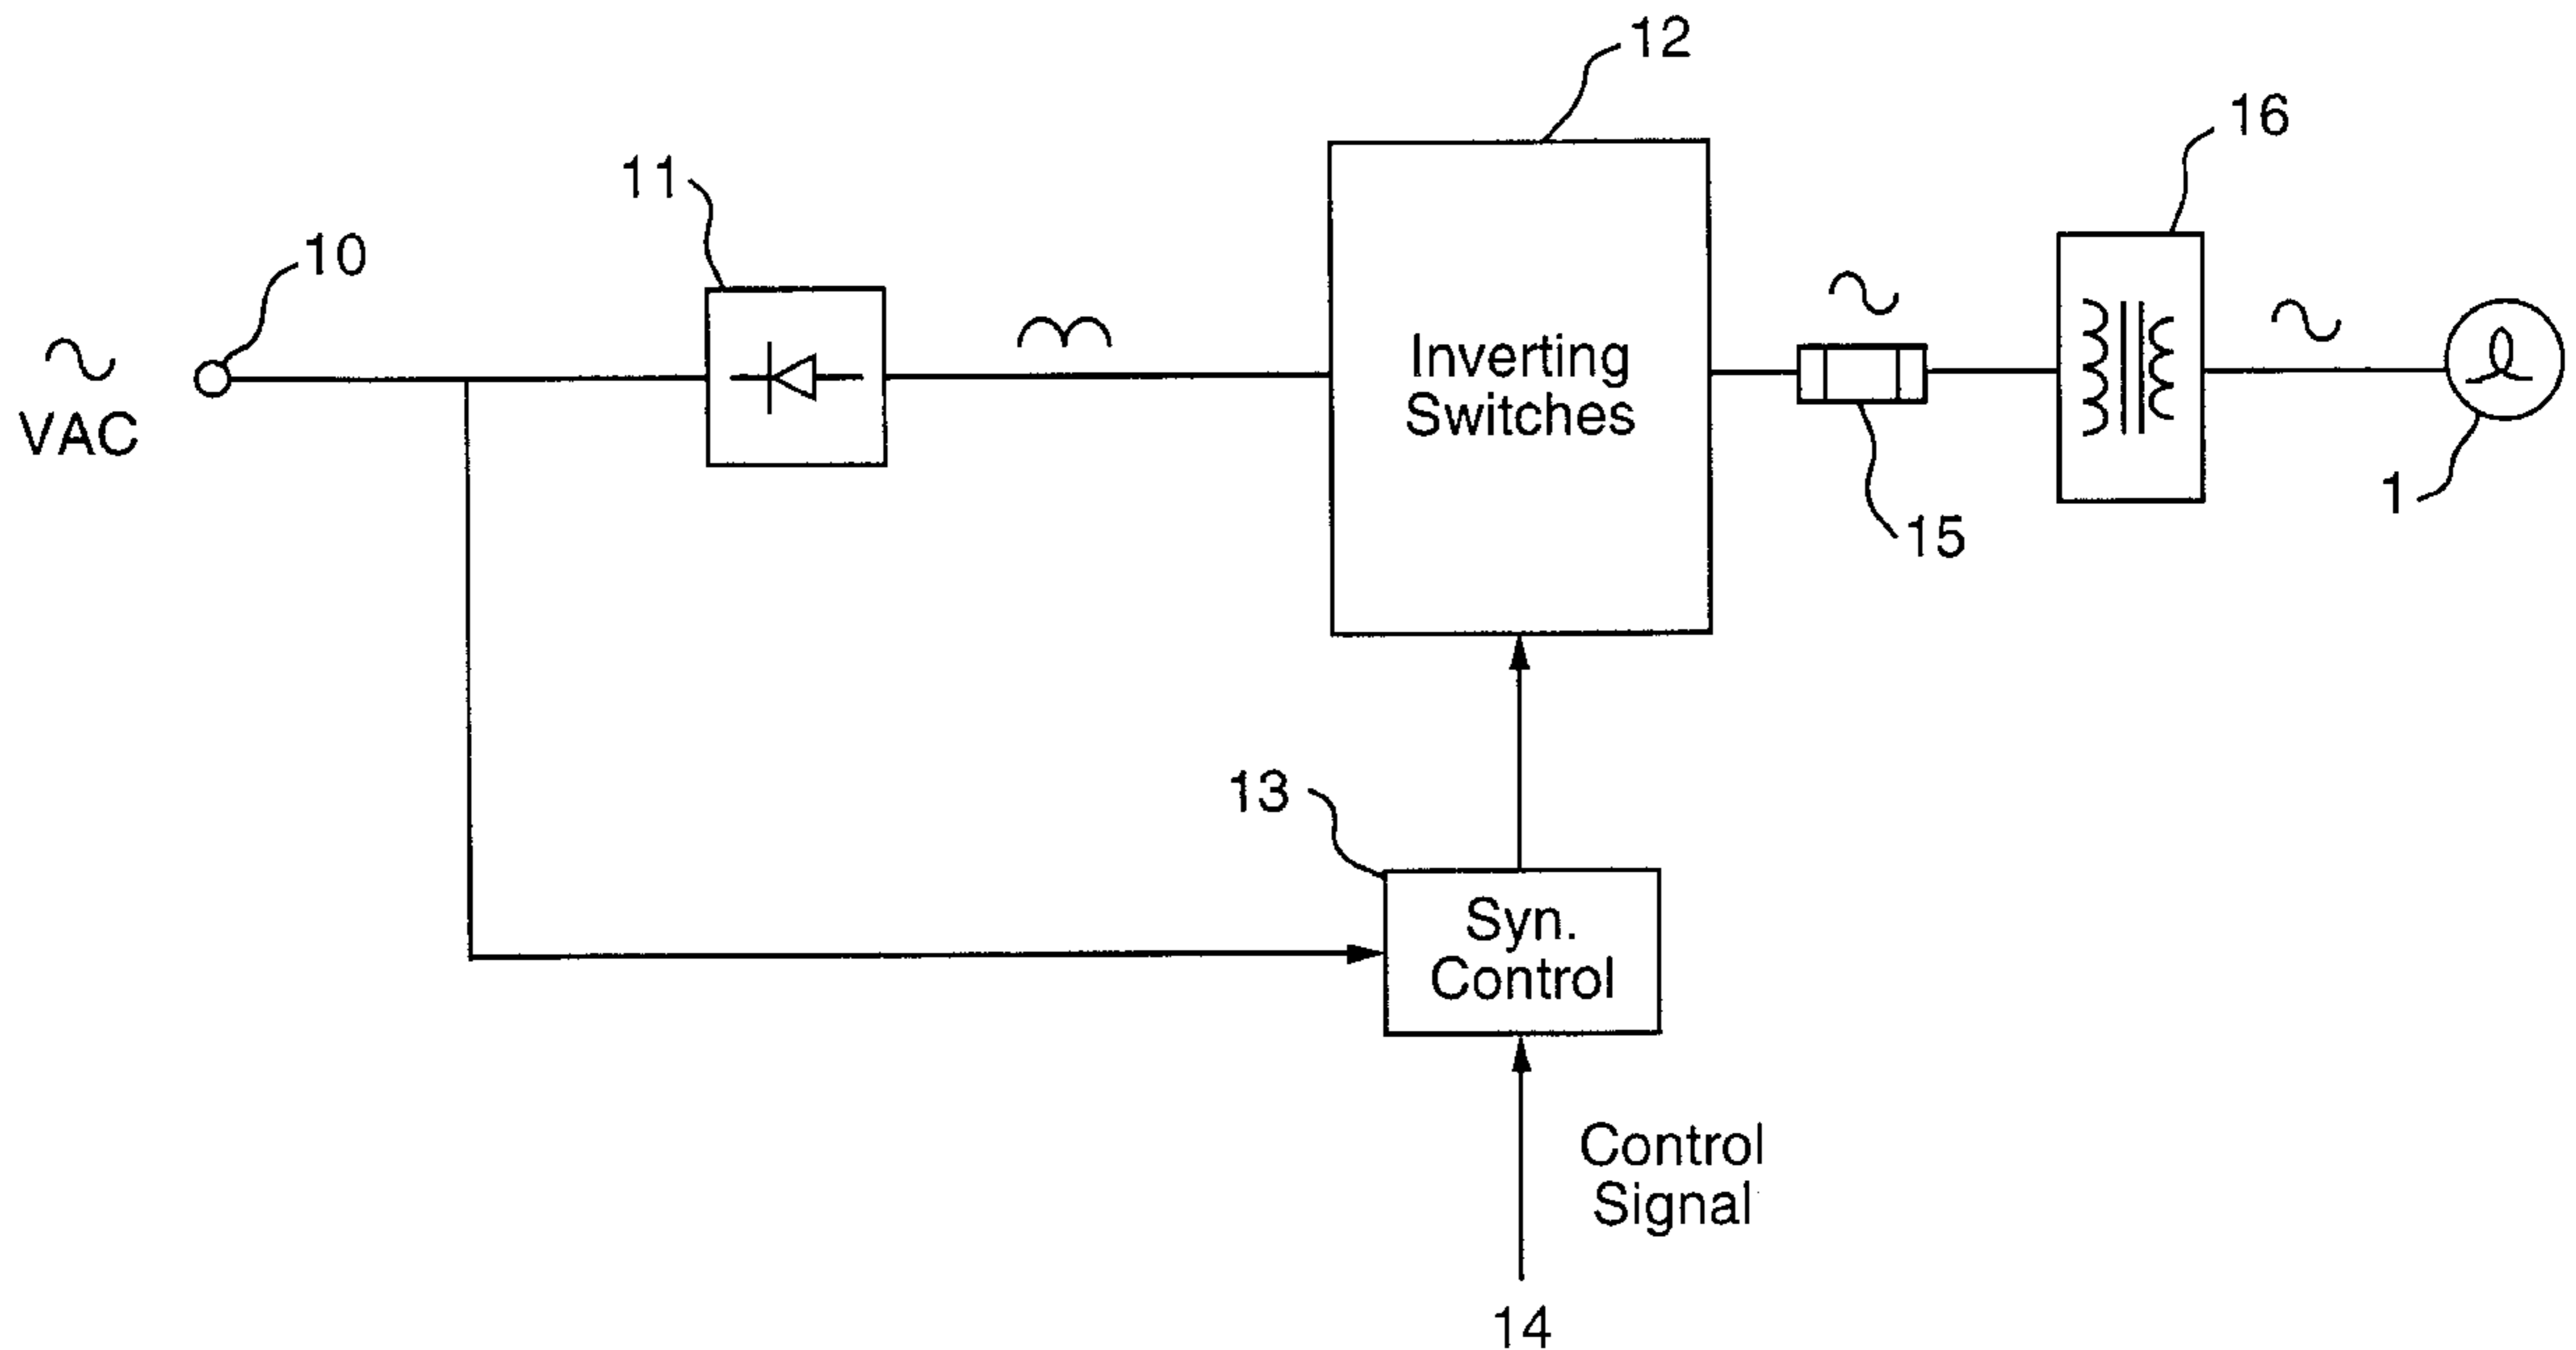 12
16
11
10
VAC
Inverting
Switches
15
1
13
Syn.
Control
Control
Signal
14